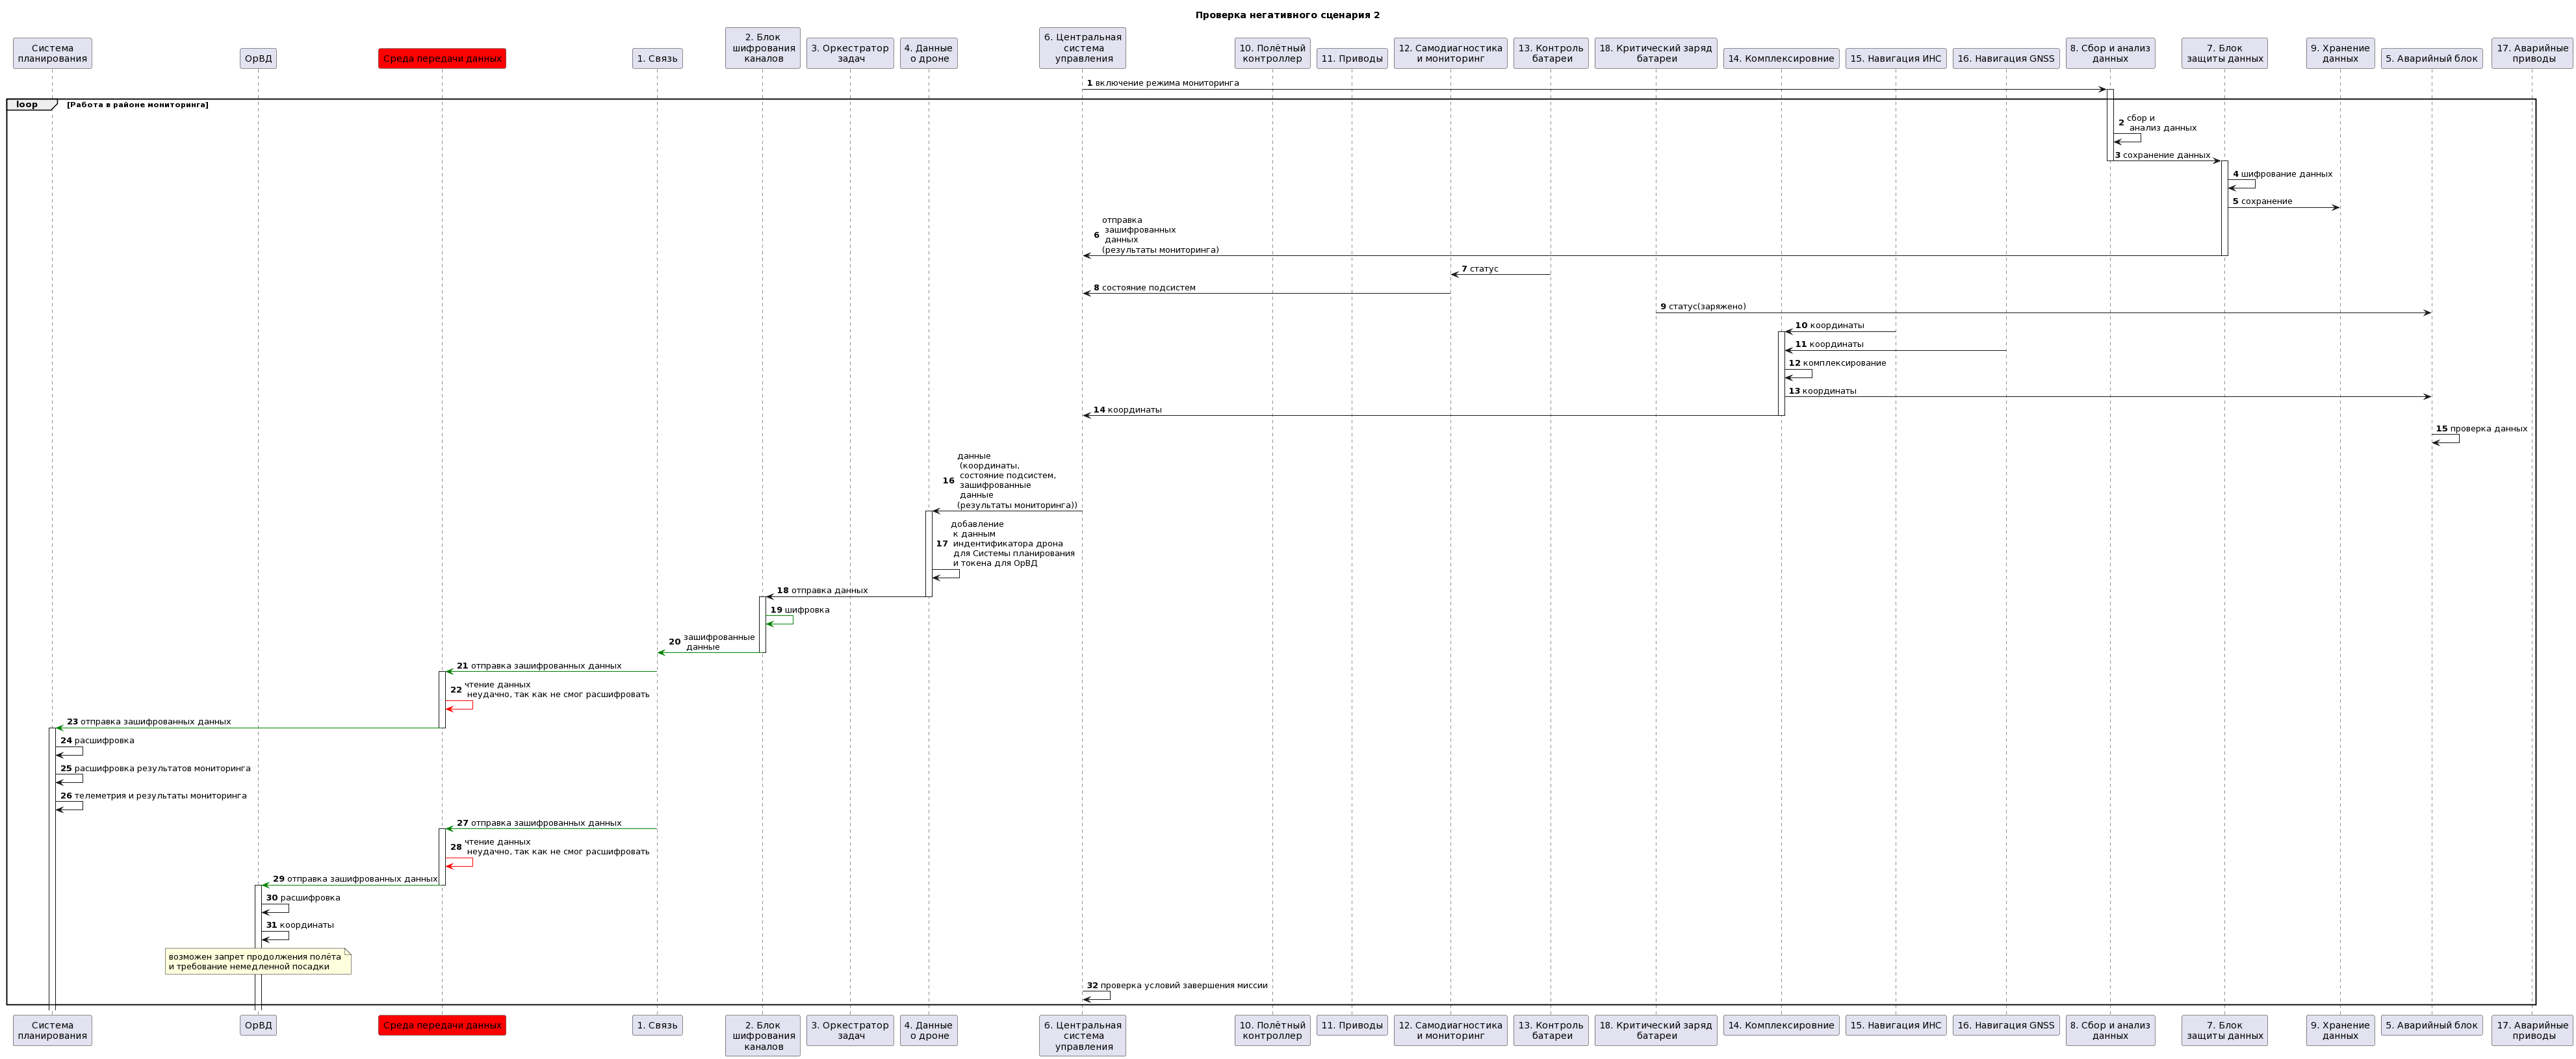 Проверка негативного сценария 2
Система
планирования
ОрВД
Среда передачи данных
1. Связь
2. Блок
шифрования
каналов
3. Оркестратор
задач
4. Данные
о дроне
6. Центральная
система
управления
10. Полётный
контроллер
11. Приводы
12. Самодиагностика
и мониторинг
13. Контроль
батареи
18. Критический заряд
батареи
14. Комплексировние
15. Навигация ИНС
16. Навигация GNSS
8. Сбор и анализ
данных
7. Блок
защиты данных
9. Хранение
данных
5. Аварийный блок
17. Аварийные
приводы
1 включение режима мониторинга
loop [Работа в районе мониторинга]
2 сбор и
анализ данных
3 сохранение данных
4 шифрование данных
5 сохранение
6 отправка
зашифрованных
данных
(результаты мониторинга)
7 статус
8 состояние подсистем
9 статус(заряжено)
10 координаты
11 координаты
12 комплексирование
13 координаты
14 координаты
15 проверка данных
16 данные
(координаты,
состояние подсистем,
зашифрованные
данные
(результаты мониторинга))
17 добавление
к данным
индентификатора дрона
для Системы планирования
и токена для ОрВД
18 отправка данных
19 шифровка
20 зашифрованные
данные
21 отправка зашифрованных данных
22 чтение данных
неудачно, так как не смог расшифровать
23 отправка зашифрованных данных
24 расшифровка
25 расшифровка результатов мониторинга
26 телеметрия и результаты мониторинга
27 отправка зашифрованных данных
28 чтение данных
неудачно, так как не смог расшифровать
29 отправка зашифрованных данных
30 расшифровка
31 координаты
возможен запрет продолжения полёта
и требование немедленной посадки
32 проверка условий завершения миссии
Система
планирования
ОрВД
Среда передачи данных
1. Связь
2. Блок
шифрования
каналов
3. Оркестратор
задач
4. Данные
о дроне
6. Центральная
система
управления
10. Полётный
контроллер
11. Приводы
12. Самодиагностика
и мониторинг
13. Контроль
батареи
18. Критический заряд
батареи
14. Комплексировние
15. Навигация ИНС
16. Навигация GNSS
8. Сбор и анализ
данных
7. Блок
защиты данных
9. Хранение
данных
5. Аварийный блок
17. Аварийные
приводы